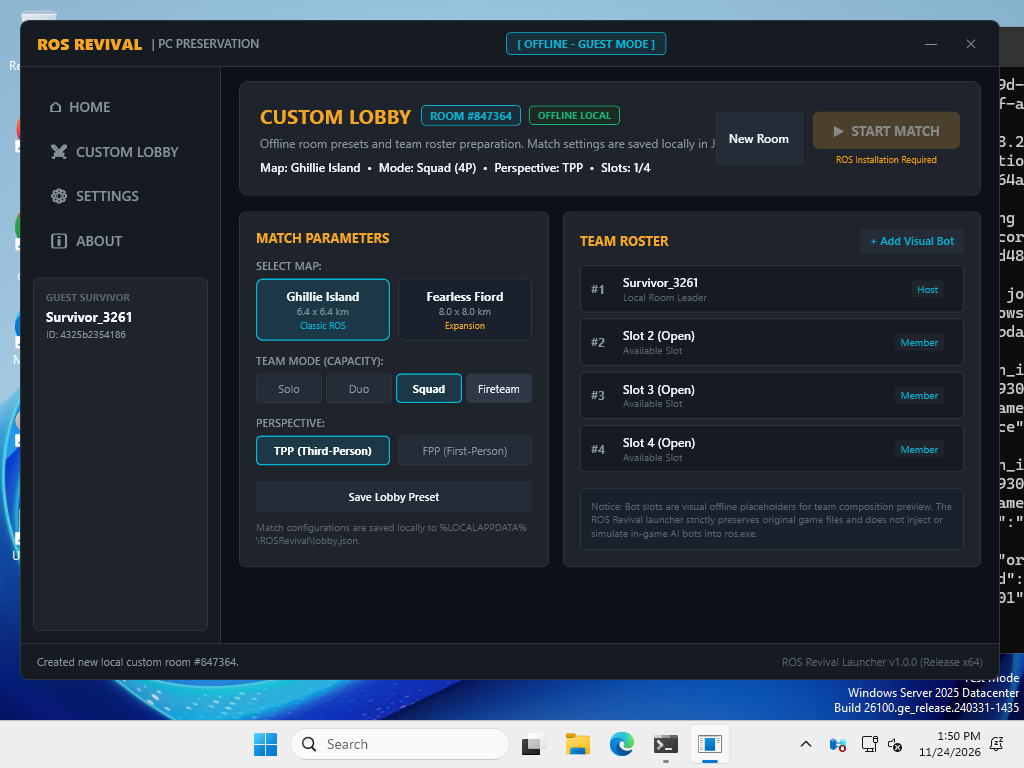 ROS REVIVAL | PC PRESERVATION
[ OFFLINE - GUEST MODE ]
HOME
CUSTOM LOBBY
SETTINGS
ABOUT
GUEST SURVIVOR
Survivor_3261
ID: 4325b2354186
CUSTOM LOBBY
ROOM #847364
OFFLINE LOCAL
Offline room presets and team roster preparation. Match settings are saved locally in J
Map: Ghillie Island • Mode: Squad (4P) • Perspective: TPP • Slots: 1/4
New Room
START MATCH
ROS Installation Required
MATCH PARAMETERS
SELECT MAP:
Ghillie Island
6.4 x 6.4 km
Classic ROS
Fearless Fiord
8.0 x 8.0 km
Expansion
TEAM MODE (CAPACITY):
Solo
Duo
Squad
Fireteam
PERSPECTIVE:
TPP (Third-Person)
FPP (First-Person)
Save Lobby Preset
Match configurations are saved locally to %LOCALAPPDATA%
\ROSRevival\lobby.json.
TEAM ROSTER
+ Add Visual Bot
#1
Survivor_3261
Local Room Leader
Host
#2
Slot 2 (Open)
Available Slot
Member
#3
Slot 3 (Open)
Available Slot
Member
#4
Slot 4 (Open)
Available Slot
Member
Notice: Bot slots are visual offline placeholders for team composition preview. The
ROS Revival launcher strictly preserves original game files and does not inject or
simulate in-game AI bots into ros.exe.
Created new local custom room #847364.
ROS Revival Launcher v1.0.0 (Release x64)
Mode
Windows Server 2025 Datacenter
Build 26100.ge_release.240331-1435
Search
1:50 PM
11/24/2026